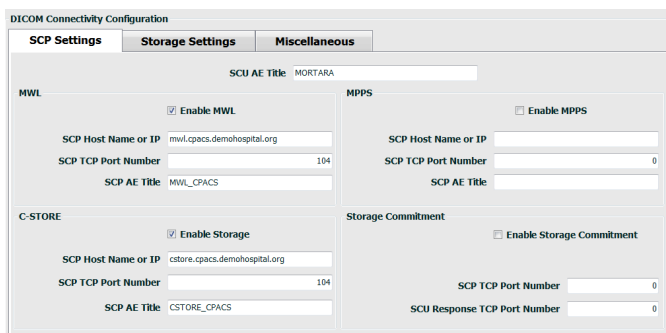 DICOM Connectivity Configuration
SCP Settings Storage Settings Miscellaneous
SCU AE Title MORTARA
MWL
Enable MWL
SCP Host Name or IP mwl.cpacs.demohospital.org
SCP TCP Port Number 104
SCP AE Title MWL_CPACS
MPPS
Enable MPPS
SCP Host Name or IP
SCP TCP Port Number 0
SCP AE Title
C-STORE
Enable Storage
SCP Host Name or IP cstore.cpacs.demohospital.org
SCP TCP Port Number 104
SCP AE Title CSTORE_CPACS
Storage Commitment
Enable Storage Commitment
SCP TCP Port Number 0
SCU Response TCP Port Number 0